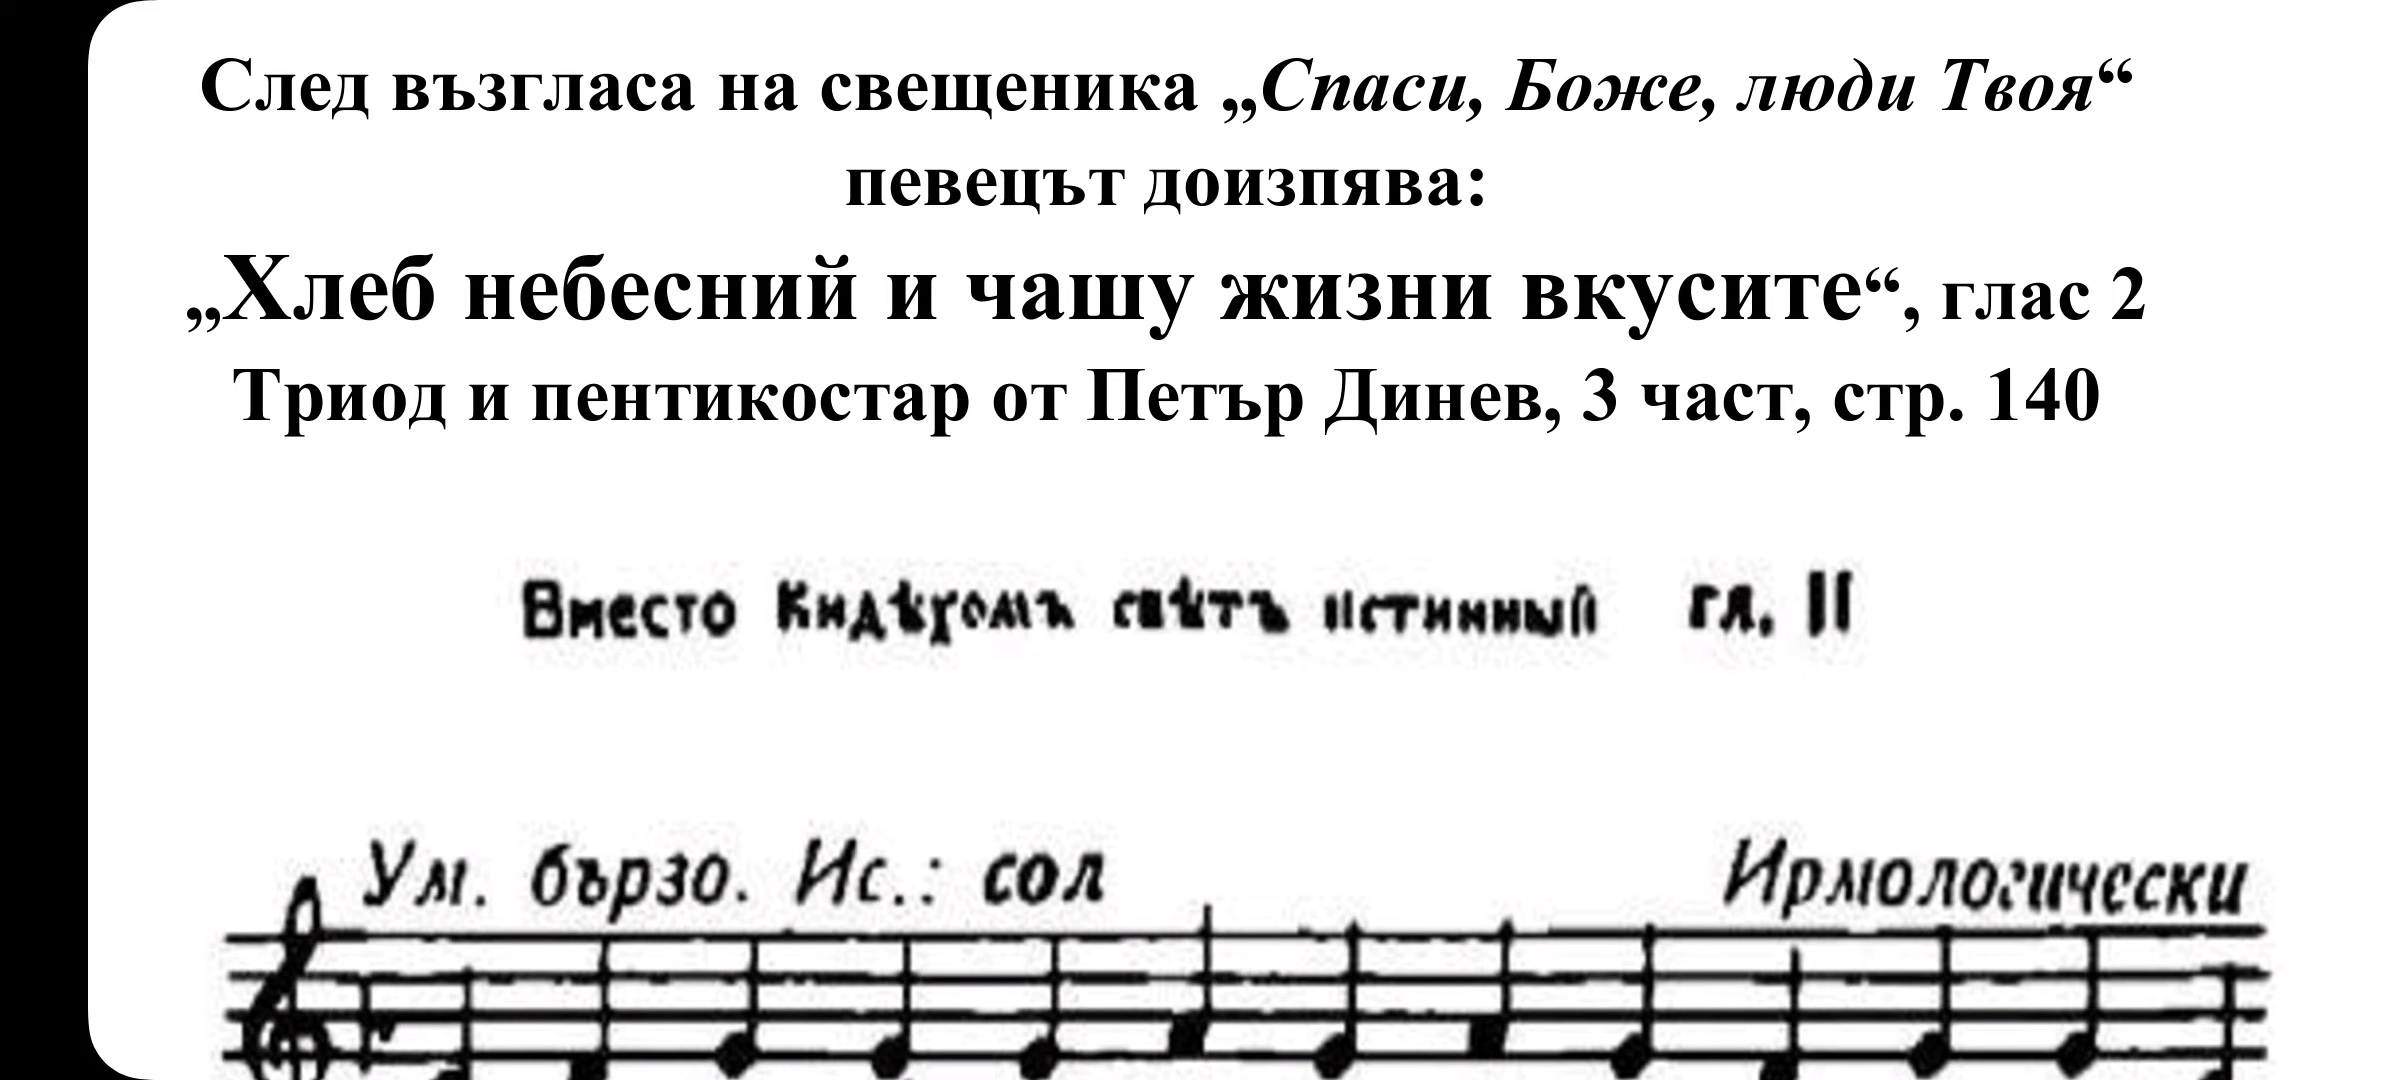 След възгласа на свещеника „Спаси, Боже, люди Твоя“
певецът доизпява:
„Хлеб небесний и чашу жизни вкусите“, глас 2
Триод и пентикостар от Петър Динев, 3 част, стр. 140
Вместо Видѣхомъ свѣтъ истинный гл. II
Ум. бързо. Ис.: сол Ирмологически